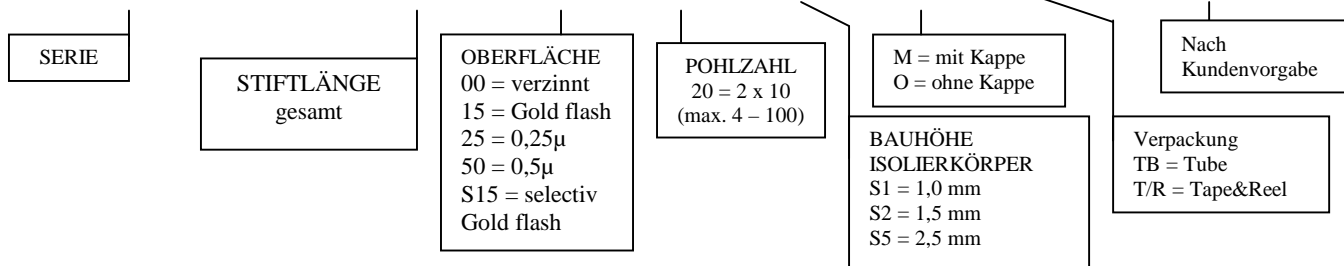 SERIE
STIFTLÄNGE
gesamt
OBERFLÄCHE
00 = verzinnt
15 = Gold flash
25 = 0,25µ
50 = 0,5µ
S15 = selectiv
Gold flash
POHLZAHL
20 = 2 x 10
(max. 4 – 100)
BAUHÖHE
ISOLIERKÖRPER
S1 = 1,0 mm
S2 = 1,5 mm
S5 = 2,5 mm
M = mit Kappe
O = ohne Kappe
Verpackung
TB = Tube
T/R = Tape&Reel
Nach
Kundenvorgabe